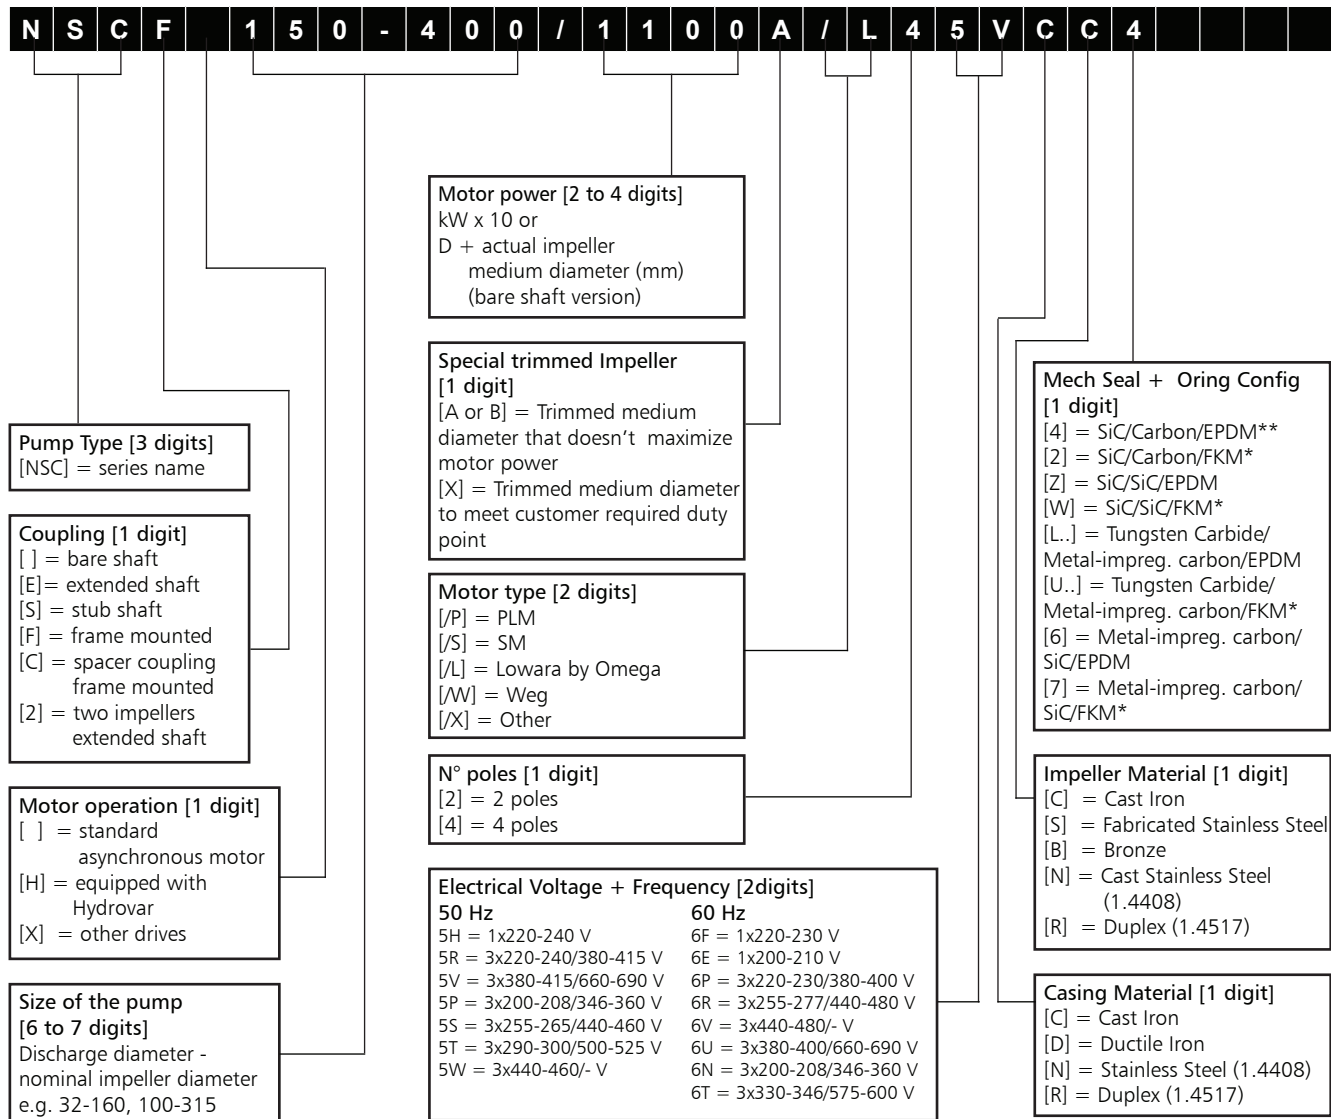 N S C F 1 5 0 - 4 0 0 / 1 1 0 0 A / L 4 5 V C C 4
Motor power [2 to 4 digits]
kW x 10 or
D + actual impeller
medium diameter (mm)
(bare shaft version)
Special trimmed Impeller
[1 digit]
[A or B] = Trimmed medium
diameter that doesn't maximize
motor power
[X] = Trimmed medium diameter
to meet customer required duty
point
Mech Seal + Oring Config
[1 digit]
[4] = SiC/Carbon/EPDM**
[2] = SiC/Carbon/FKM*
[Z] = SiC/SiC/EPDM
[W] = SiC/SiC/FKM*
[L..] = Tungsten Carbide/
Metal-impreg. carbon/EPDM
[U..] = Tungsten Carbide/
Metal-impreg. carbon/FKM*
[6] = Metal-impreg. carbon/
SiC/EPDM
[7] = Metal-impreg. carbon/
SiC/FKM*
Pump Type [3 digits]
[NSC] = series name
Coupling [1 digit]
[ ] = bare shaft
[E]= extended shaft
[S] = stub shaft
[F] = frame mounted
[C] = spacer coupling
frame mounted
[2] = two impellers
extended shaft
Motor type [2 digits]
[/P] = PLM
[/S] = SM
[/L] = Lowara by Omega
[/W] = Weg
[/X] = Other
N° poles [1 digit]
[2] = 2 poles
[4] = 4 poles
Impeller Material [1 digit]
[C] = Cast Iron
[S] = Fabricated Stainless Steel
[B] = Bronze
[N] = Cast Stainless Steel
(1.4408)
[R] = Duplex (1.4517)
Motor operation [1 digit]
[ ] = standard
asynchronous motor
[H] = equipped with
Hydrovar
[X] = other drives
Electrical Voltage + Frequency [2digits]
50 Hz
5H = 1x220-240 V
5R = 3x220-240/380-415 V
5V = 3x380-415/660-690 V
5P = 3x200-208/346-360 V
5S = 3x255-265/440-460 V
5T = 3x290-300/500-525 V
5W = 3x440-460/- V
60 Hz
6F = 1x220-230 V
6E = 1x200-210 V
6P = 3x220-230/380-400 V
6R = 3x255-277/440-480 V
6V = 3x440-480/- V
6U = 3x380-400/660-690 V
6N = 3x200-208/346-360 V
6T = 3x330-346/575-600 V
Size of the pump
[6 to 7 digits]
Discharge diameter -
nominal impeller diameter
e.g. 32-160, 100-315
Casing Material [1 digit]
[C] = Cast Iron
[D] = Ductile Iron
[N] = Stainless Steel (1.4408)
[R] = Duplex (1.4517)